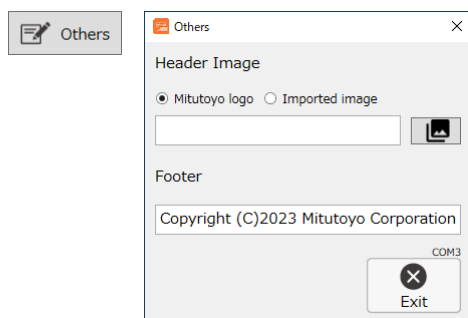 Others
Others
Header Image
Mitutoyo logo Imported image
Footer
Copyright (C)2023 Mitutoyo Corporation
COM3
Exit